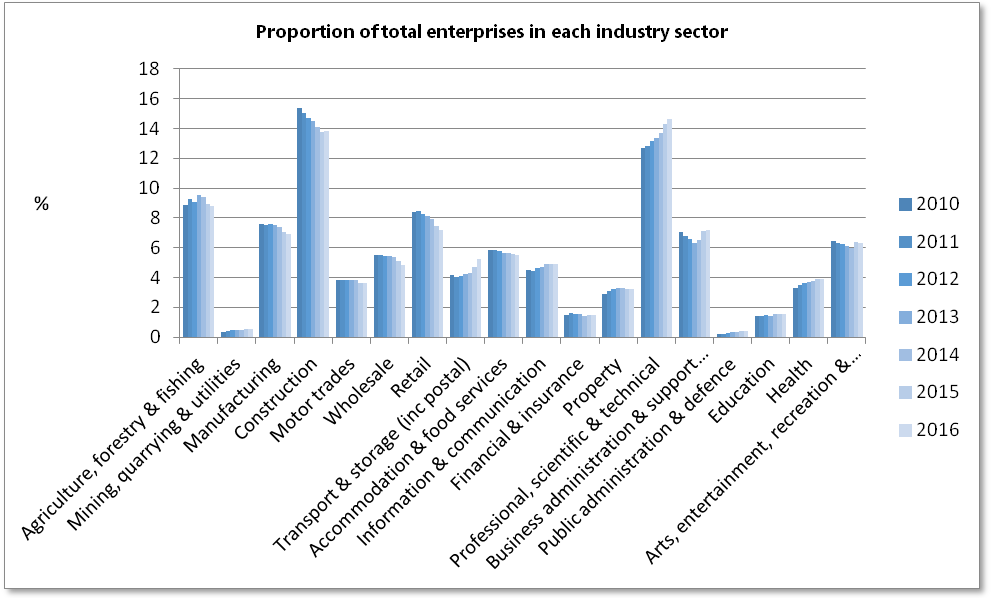 Proportion of total enterprises in each industry sector
18
16
14
12
10
8
6
4
2
0
%
Agriculture, forestry & fishing
Mining, quarrying & utilities
Manufacturing
Construction
Motor trades
Wholesale
Retail
Transport & storage (inc postal)
Accommodation & food services
Information & communication
Financial & insurance
Property
Professional, scientific & technical
Business administration & support...
Public administration & defence
Education
Health
Arts, entertainment, recreation &...
2010
2011
2012
2013
2014
2015
2016